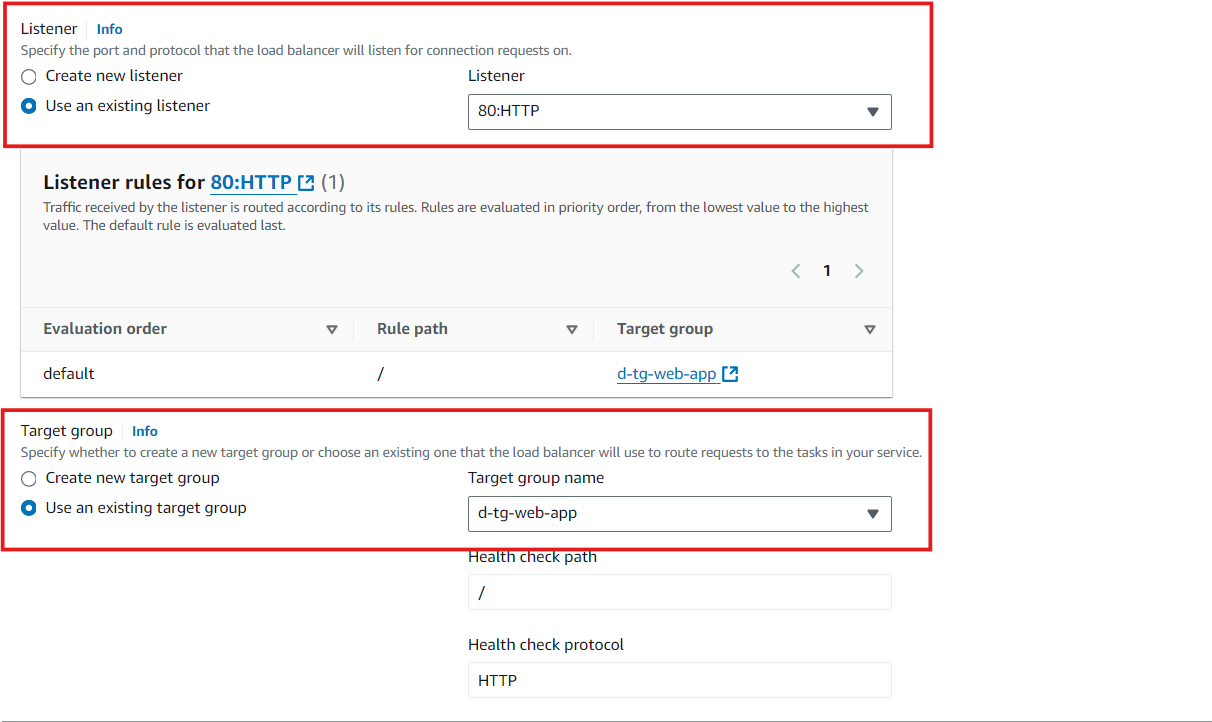 Listener Info
Specify the port and protocol that the load balancer will listen for connection requests on.
Create new listener
Use an existing listener
Listener
80:HTTP
Listener rules for 80:HTTP (1)
Traffic received by the listener is routed according to its rules. Rules are evaluated in priority order, from the lowest value to the highest
value. The default rule is evaluated last.
1
Evaluation order Rule path Target group
default / d-tg-web-app
Target group Info
Specify whether to create a new target group or choose an existing one that the load balancer will use to route requests to the tasks in your service.
Create new target group
Use an existing target group
Target group name
d-tg-web-app
Health check path
/
Health check protocol
HTTP